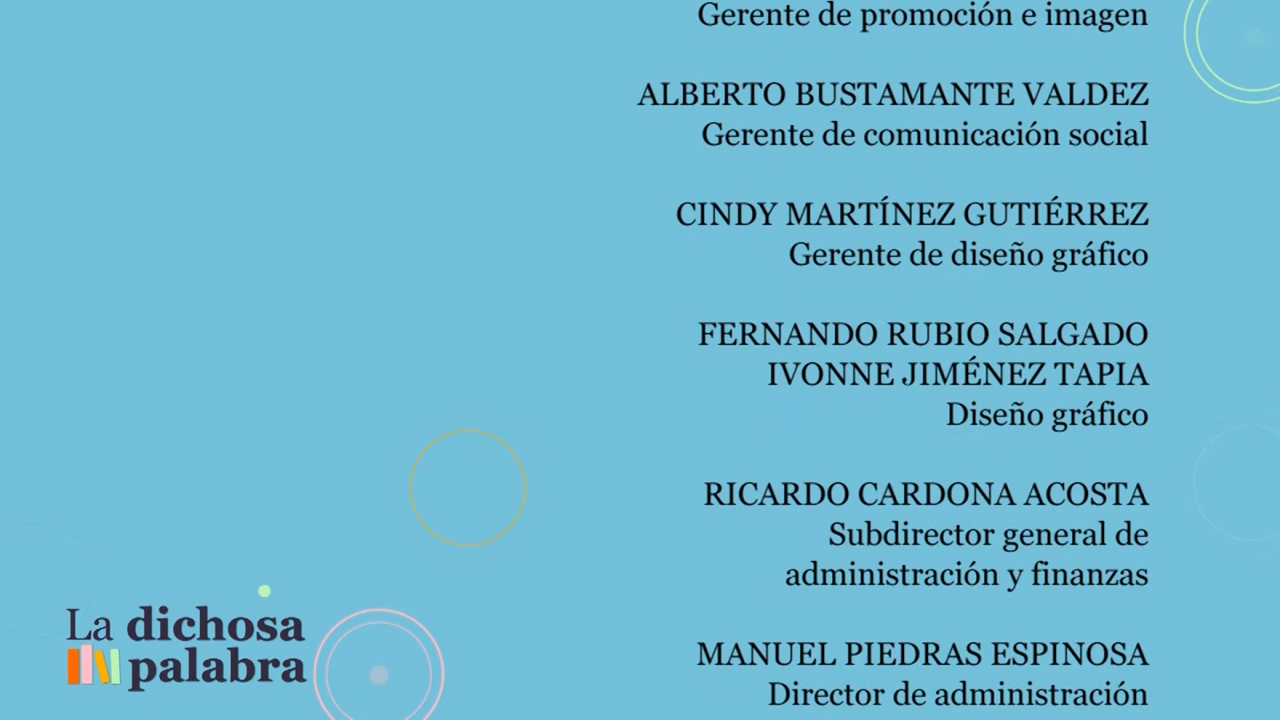 Gerente de promoción e imagen
ALBERTO BUSTAMANTE VALDEZ
Gerente de comunicación social
CINDY MARTÍNEZ GUTIÉRREZ
Gerente de diseño gráfico
FERNANDO RUBIO SALGADO
IVONNE JIMÉNEZ TAPIA
Diseño gráfico
RICARDO CARDONA ACOSTA
Subdirector general de
administración y finanzas
MANUEL PIEDRAS ESPINOSA
Director de administración
La dichosa
palabra